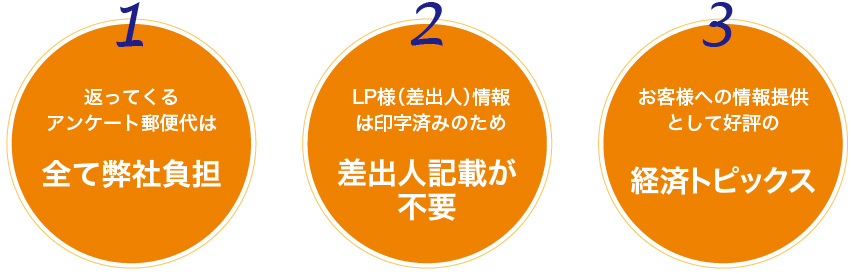 1
返ってくる
アンケート郵便代は
全て弊社負担
2
LP様（差出人）情報
は印字済みのため
差出人記載が
不要
3
お客様への情報提供
として好評の
経済トピックス